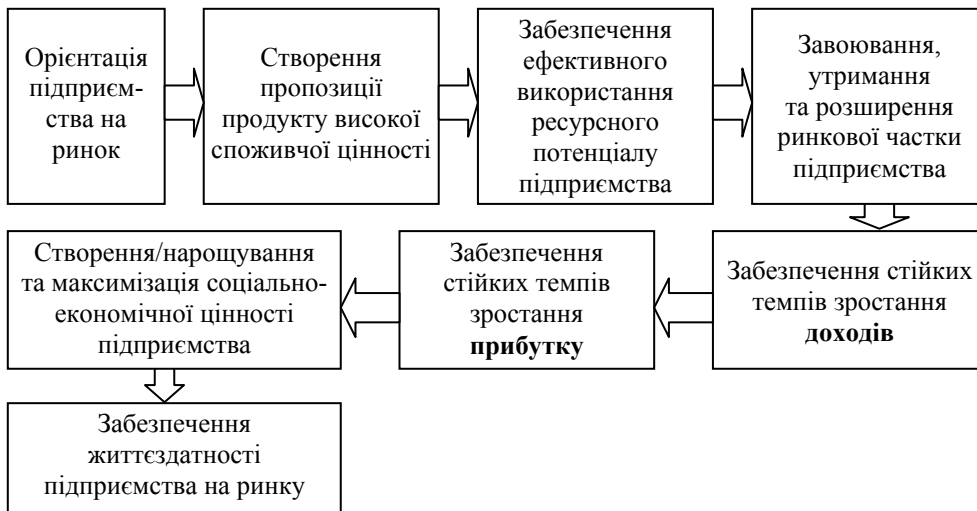 Орієнтація
підприєм-
ства на
ринок
Створення
пропозиції
продукту високої
споживчої цінності
Забезпечення
ефективного
використання
ресурсного
потенціалу
підприємства
Завоювання,
утримання
та розширення
ринкової частки
підприємства
Забезпечення стійких
темпів зростання
доходів
Забезпечення
стійких темпів
зростання
прибутку
Створення/нарощування
та максимізація соціально-
економічної цінності
підприємства
Забезпечення
життєздатності
підприємства на ринку